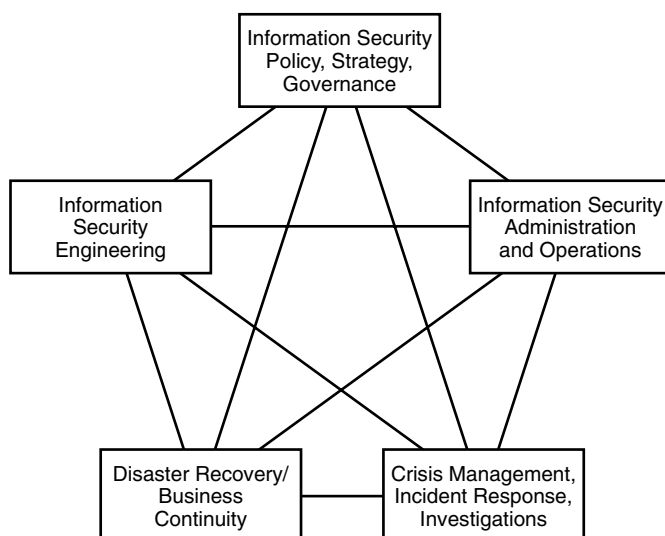 Information Security
Policy, Strategy,
Governance
Information
Security
Engineering
Information Security
Administration
and Operations
Disaster Recovery/
Business
Continuity
Crisis Management,
Incident Response,
Investigations